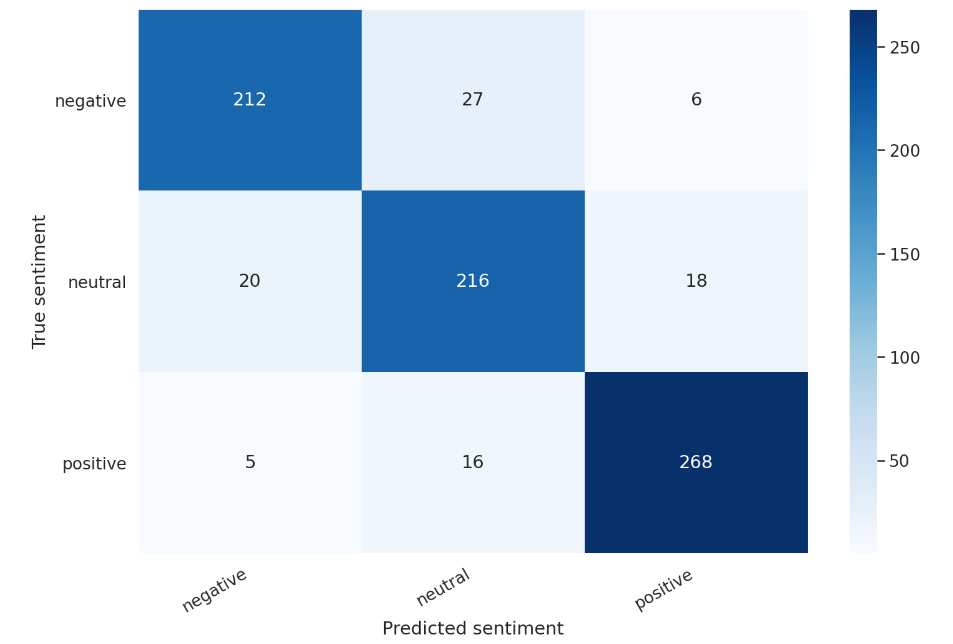 negative 212 27 6
neutral 20 216 18
positive 5 16 268
negative neutral positive
Predicted sentiment
True sentiment
250
200
150
100
50